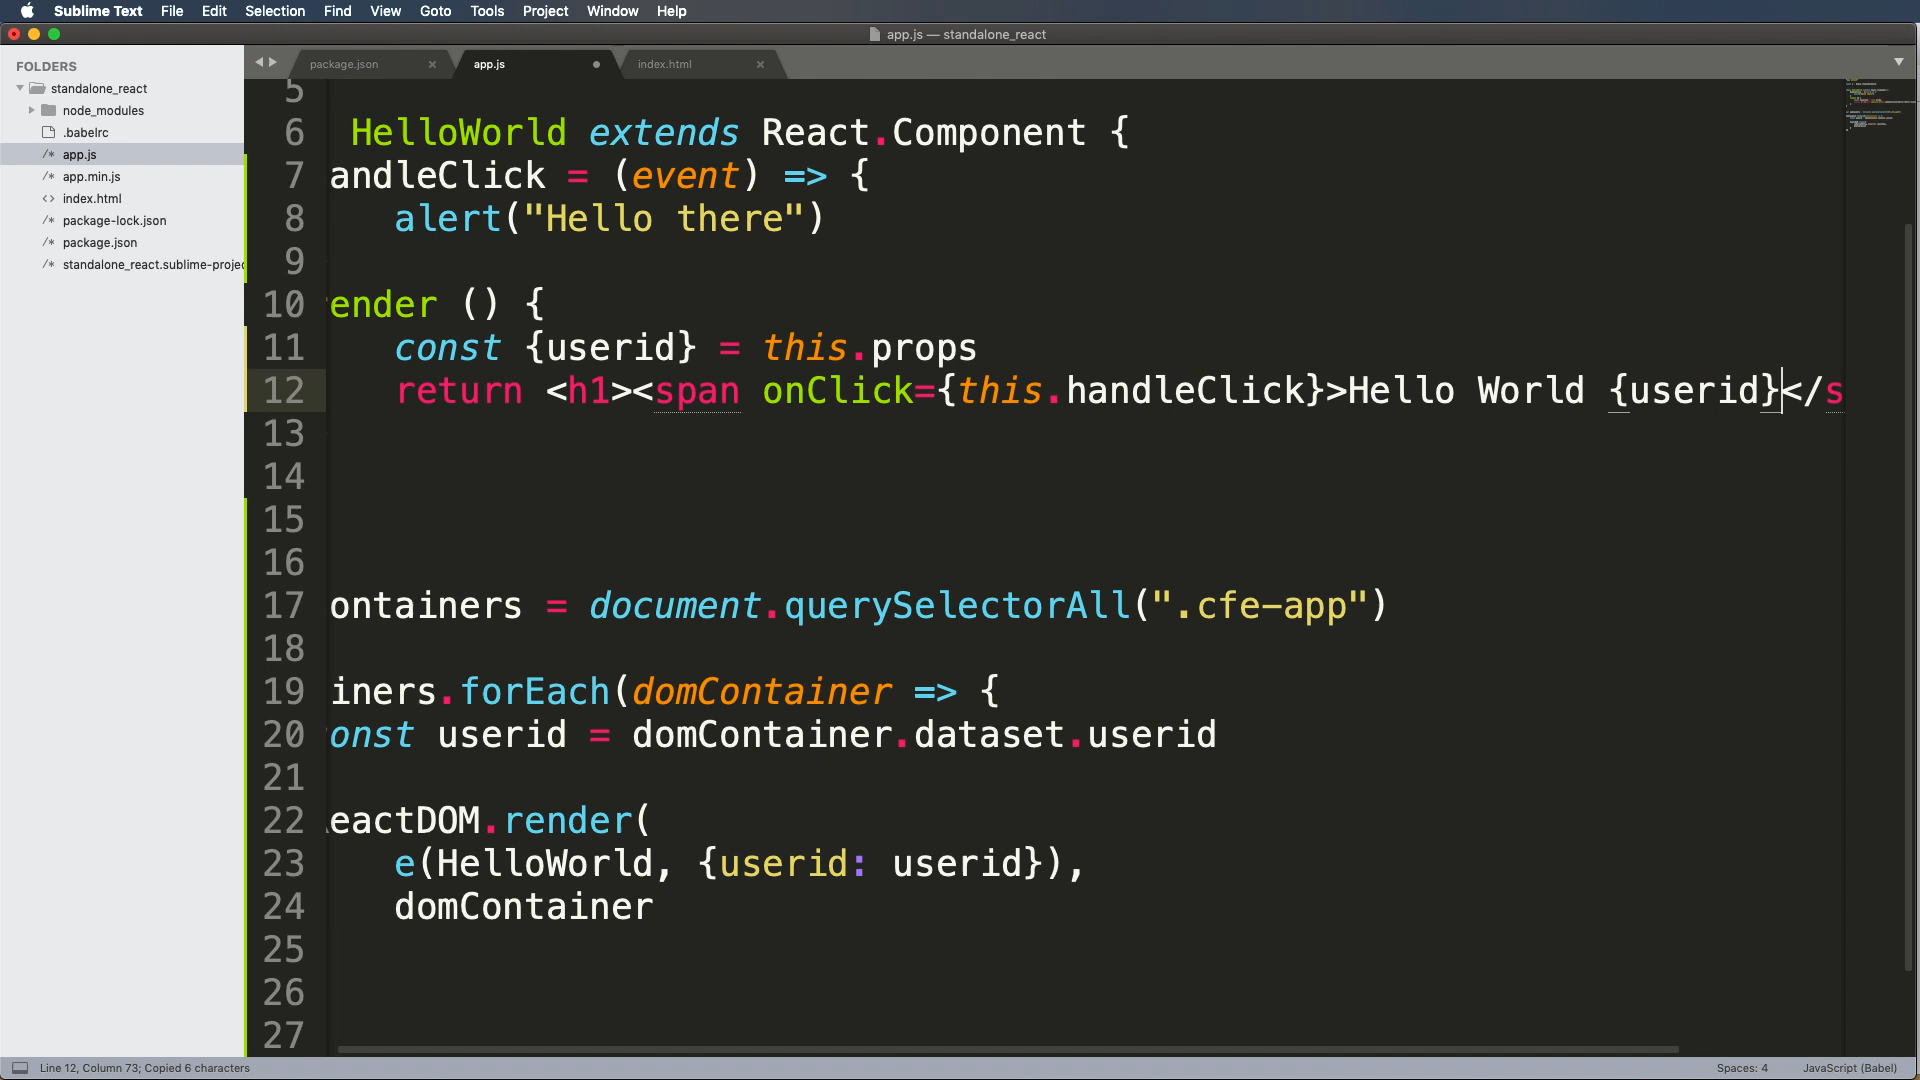 Sublime Text File Edit Selection Find View Goto Tools Project Window Help
app.js — standalone_react
FOLDERS
standalone_react
node_modules
.babelrc
app.js
app.min.js
index.html
package-lock.json
package.json
standalone_react.sublime-projec
package.json app.js index.html
5
6 HelloWorld extends React.Component {
7 andleClick = (event) => {
8 alert("Hello there")
9
10 ender () {
11 const {userid} = this.props
12 return <h1><span onClick={this.handleClick}>Hello World {userid}</s
13
14
15
16
17 ontainers = document.querySelectorAll(".cfe-app")
18
19 iners.forEach(domContainer => {
20 onst userid = domContainer.dataset.userid
21
22 eactDOM.render(
23 e(HelloWorld, {userid: userid}),
24 domContainer
25
26
27
Line 12, Column 73; Copied 6 characters
Spaces: 4 JavaScript (Babel)